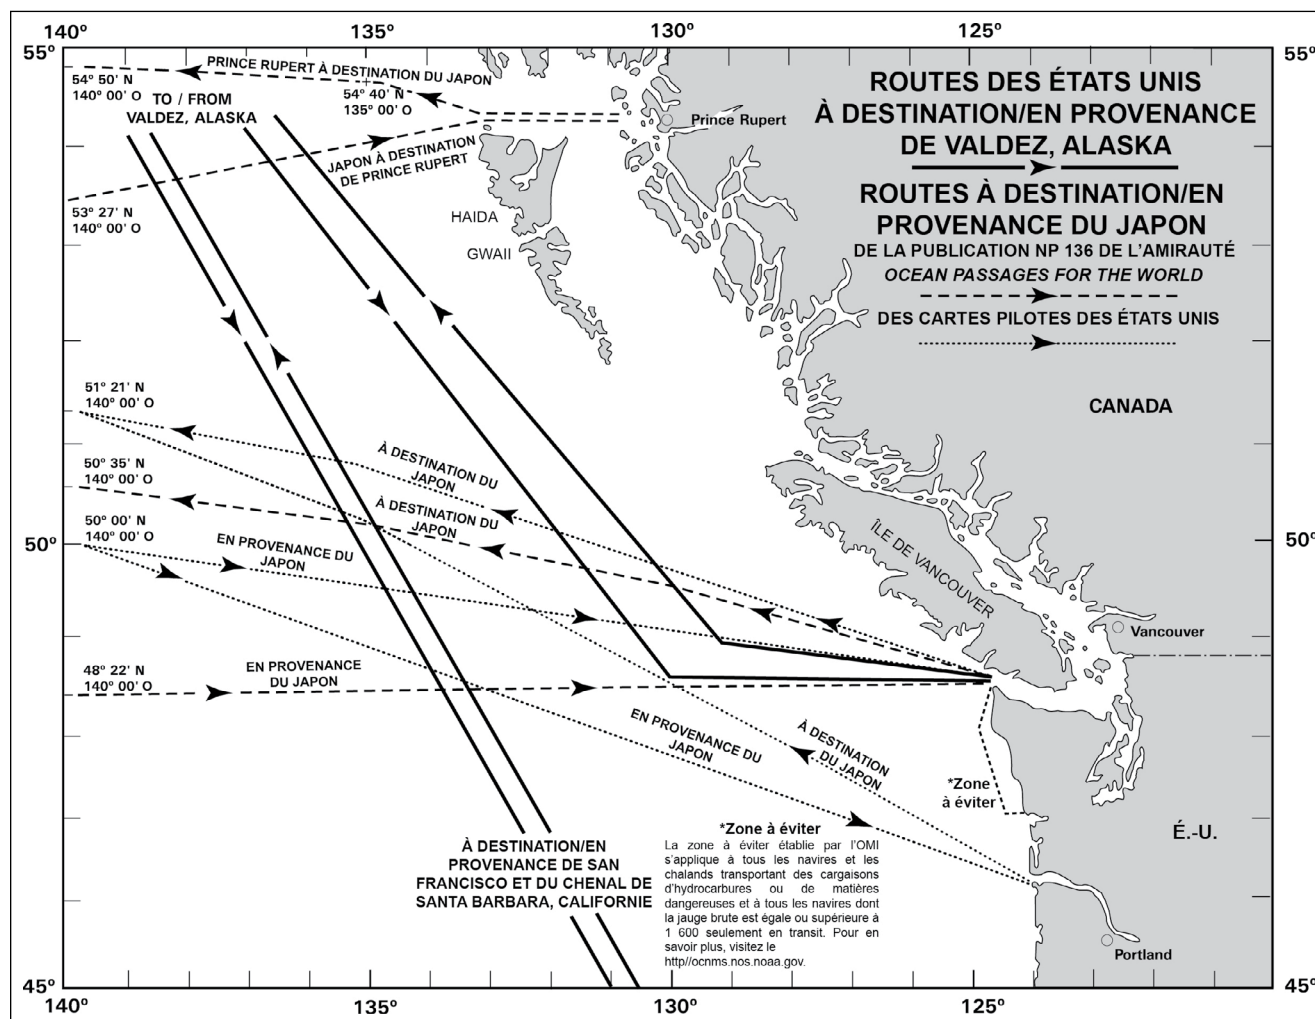 140º 135º 130º 125º
55º
55º
PRINCE RUPERT À DESTINATION DU JAPON
54º 50' N
140º 00' O
54º 40' N
135º 00' O
TO / FROM
VALDEZ, ALASKA
JAPON À DESTINATION
DE PRINCE RUPERT
53º 27' N
140º 00' O
Prince Rupert
HAIDA
GWAII
ROUTES DES ÉTATS UNIS
À DESTINATION/EN PROVENANCE
DE VALDEZ, ALASKA
ROUTES À DESTINATION/EN
PROVENANCE DU JAPON
DE LA PUBLICATION NP 136 DE L'AMIRAUTÉ
OCEAN PASSAGES FOR THE WORLD
DES CARTES PILOTES DES ÉTATS UNIS
CANADA
51º 21' N
140º 00' O
À DESTINATION DU
JAPON
50º 35' N
140º 00' O
À DESTINATION DU
JAPON
50º 00' N
140º 00' O
EN PROVENANCE DU
JAPON
50º
50º
ÎLE DE VANCOUVER
Vancouver
48º 22' N
140º 00' O
EN PROVENANCE
DU JAPON
EN PROVENANCE DU
JAPON
À DESTINATION
DU JAPON
*Zone
à éviter
É.-U.
À DESTINATION/EN
PROVENANCE DE SAN
FRANCISCO ET DU CHENAL DE
SANTA BARBARA, CALIFORNIE
*Zone à éviter
La zone à éviter établie par l'OMI
s'applique à tous les navires et les
chalands transportant des cargaisons
d'hydrocarbures ou de matières
dangereuses et à tous les navires dont
la jauge brute est égale ou supérieure à
1 600 seulement en transit. Pour en
savoir plus, visitez le
http//ocnms.nos.noaa.gov.
Portland
45º
45º
140º 135º 130º 125º